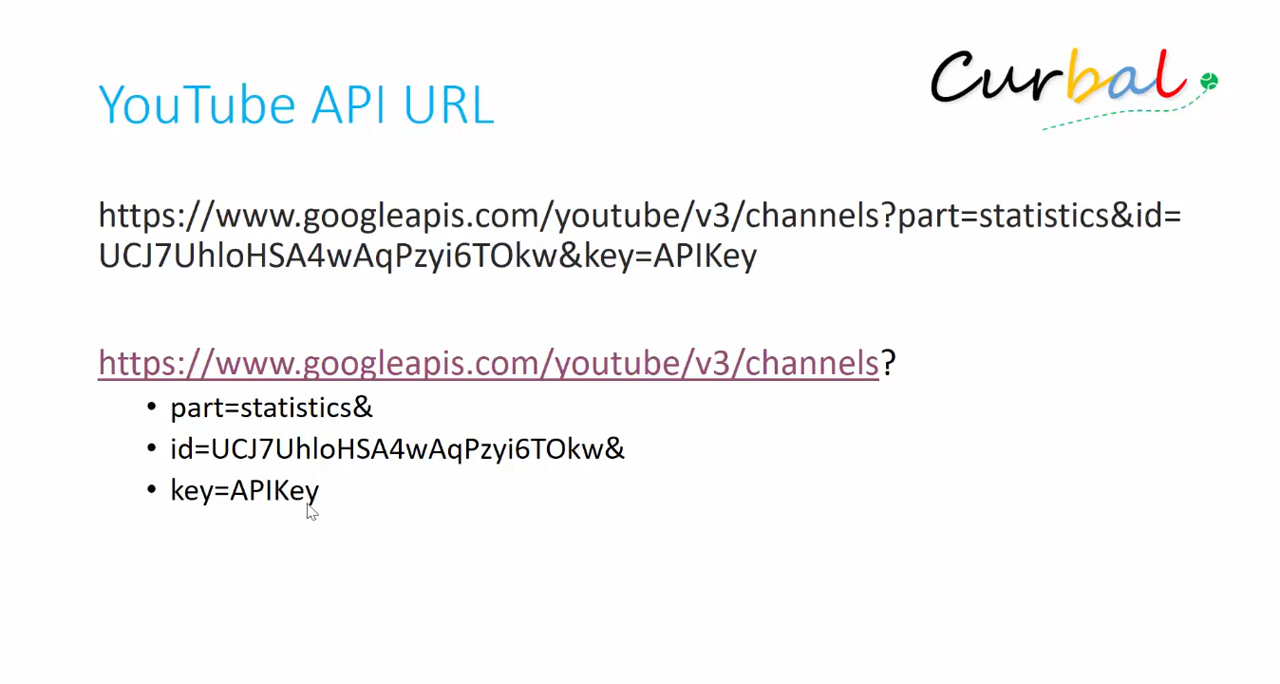 Curbal
YouTube API URL
https://www.googleapis.com/youtube/v3/channels?part=statistics&id=
UCJ7UhloHSA4wAqPzyi6TOkw&key=APIKey
https://www.googleapis.com/youtube/v3/channels?
• part=statistics&
• id=UCJ7UhloHSA4wAqPzyi6TOkw&
• key=APIKey